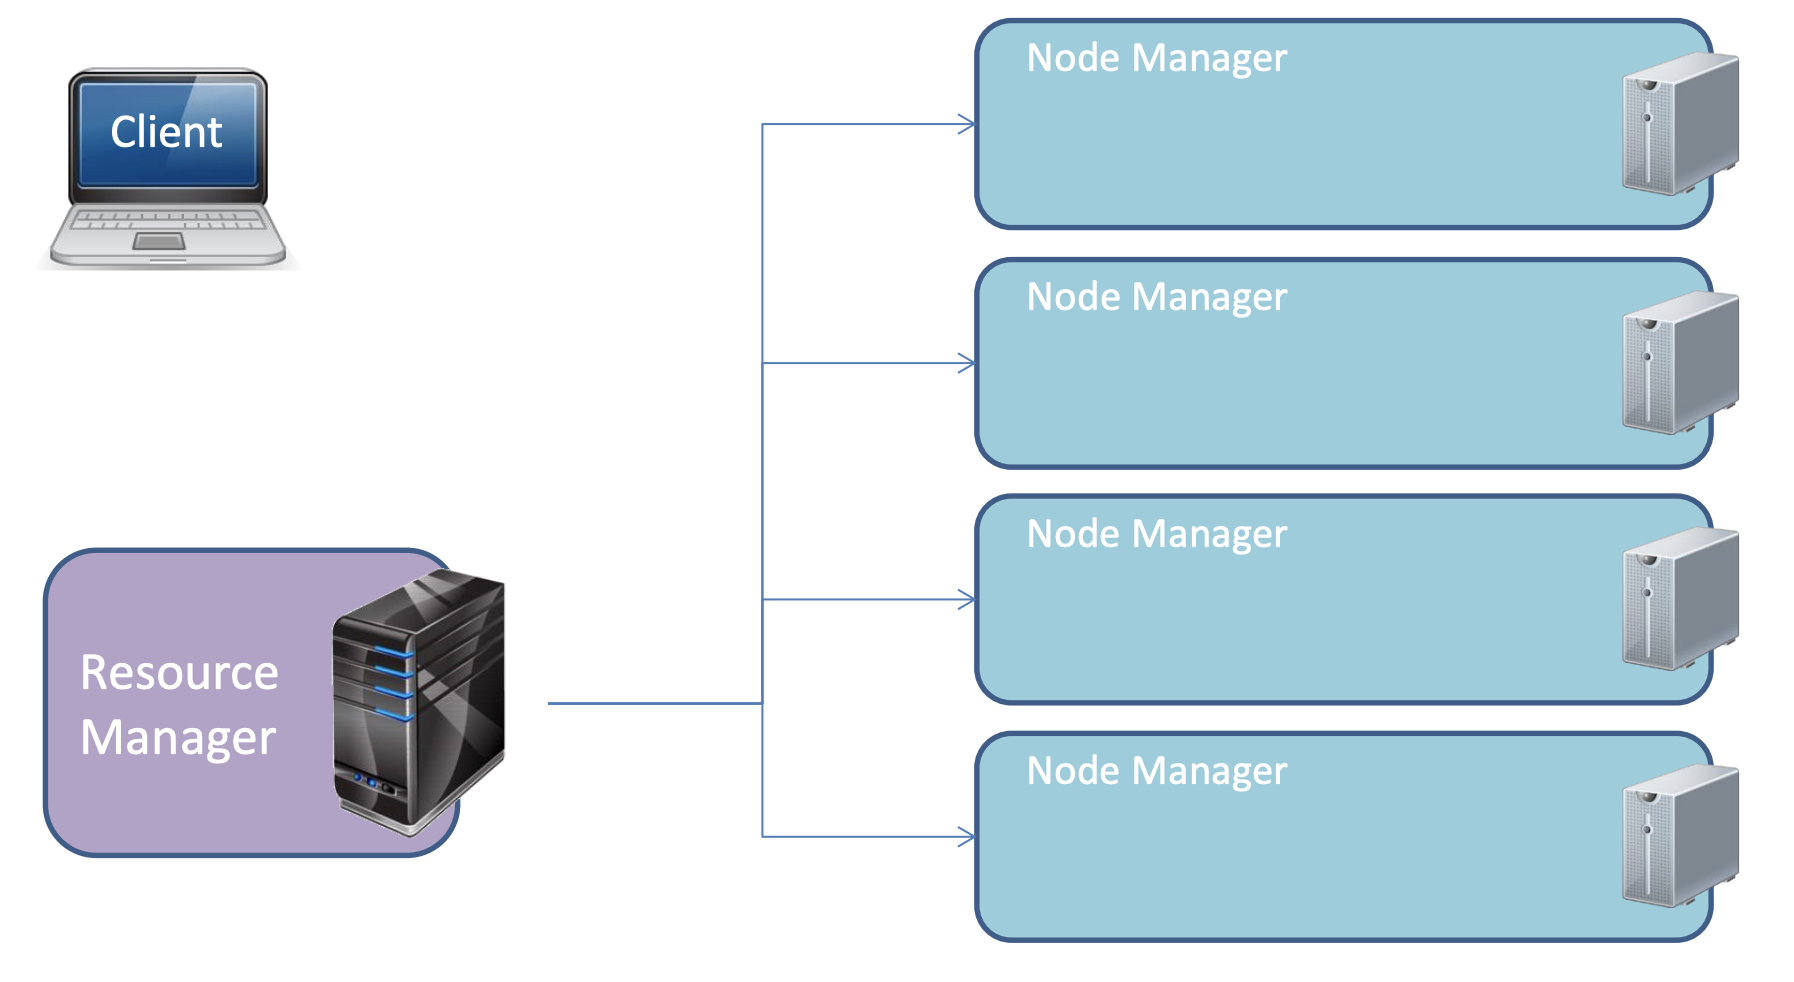 Client
Resource
Manager
Node Manager
Node Manager
Node Manager
Node Manager